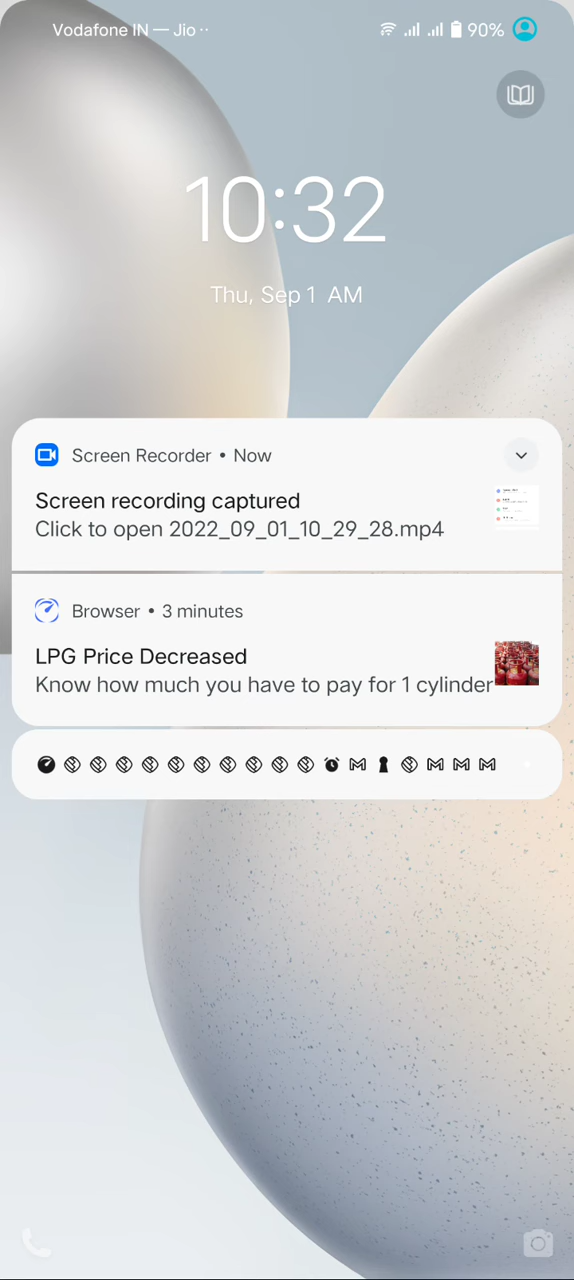 Vodafone IN — Jio ··
90%
10:32
Thu, Sep 1 AM
Screen Recorder • Now
Screen recording captured
Click to open 2022_09_01_10_29_28.mp4
Browser • 3 minutes
LPG Price Decreased
Know how much you have to pay for 1 cylinder